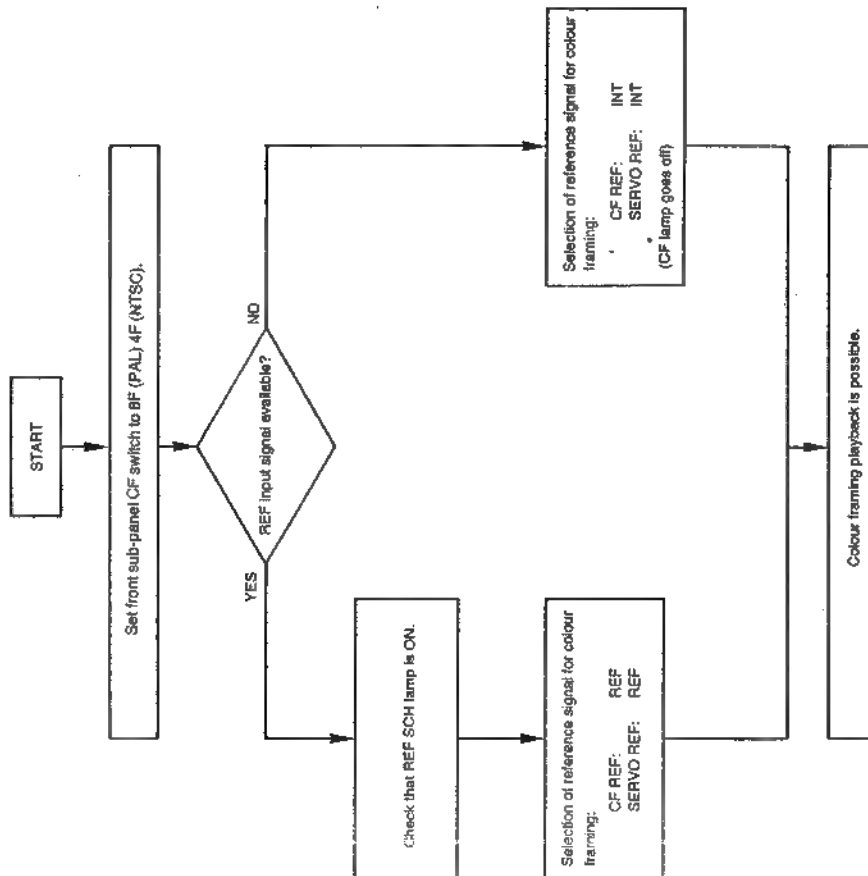 START
Set front sub-panel CF switch to 8F (PAL) 4F (NTSC).
REF input signal available?
YES
NO
Check that REF SCH lamp is ON.
Selection of reference signal for colour
framing:
CF REF: REF
SERVO REF: REF
Selection of reference signal for colour
framing:
CF REF: INT
SERVO REF: INT
(CF lamp goes off)
Colour framing playback is possible.